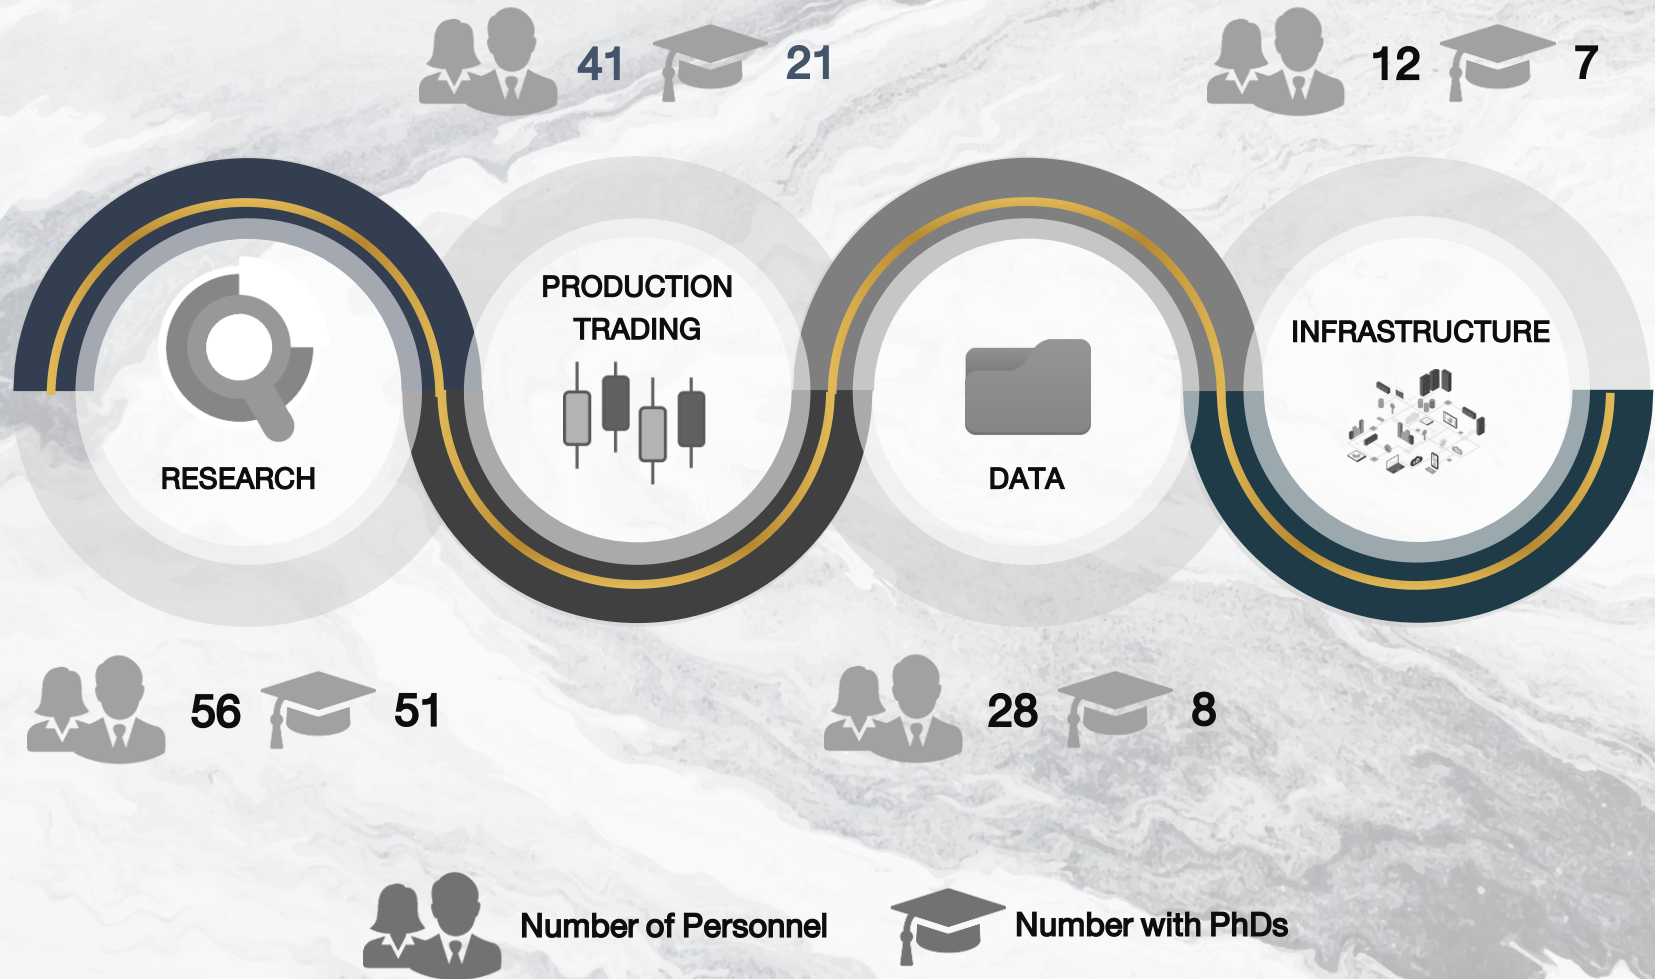 41 21
12 7
PRODUCTION
TRADING
INFRASTRUCTURE
RESEARCH
DATA
56 51
28 8
Number of Personnel
Number with PhDs